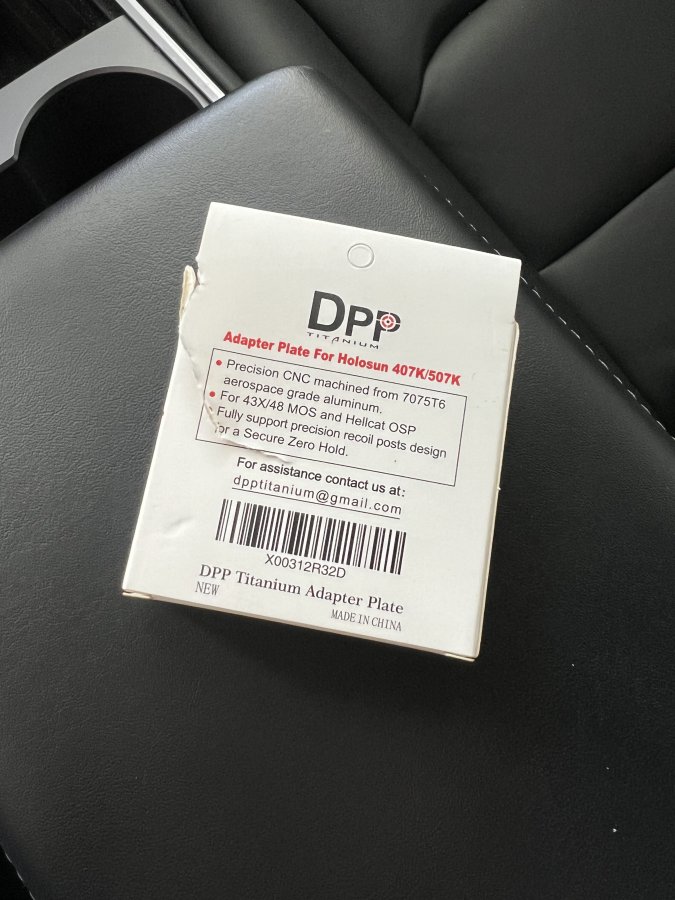 DPP
TITANIUM
Adapter Plate For Holosun 407K/507K
• Precision CNC machined from 7075T6
aerospace grade aluminum.
• For 43X/48 MOS and Hellcat OSP
Fully support precision recoil posts design
for a Secure Zero Hold.
For assistance contact us at:
dpptitanium@gmail.com
X00312R32D
DPP Titanium Adapter Plate
NEW
MADE IN CHINA